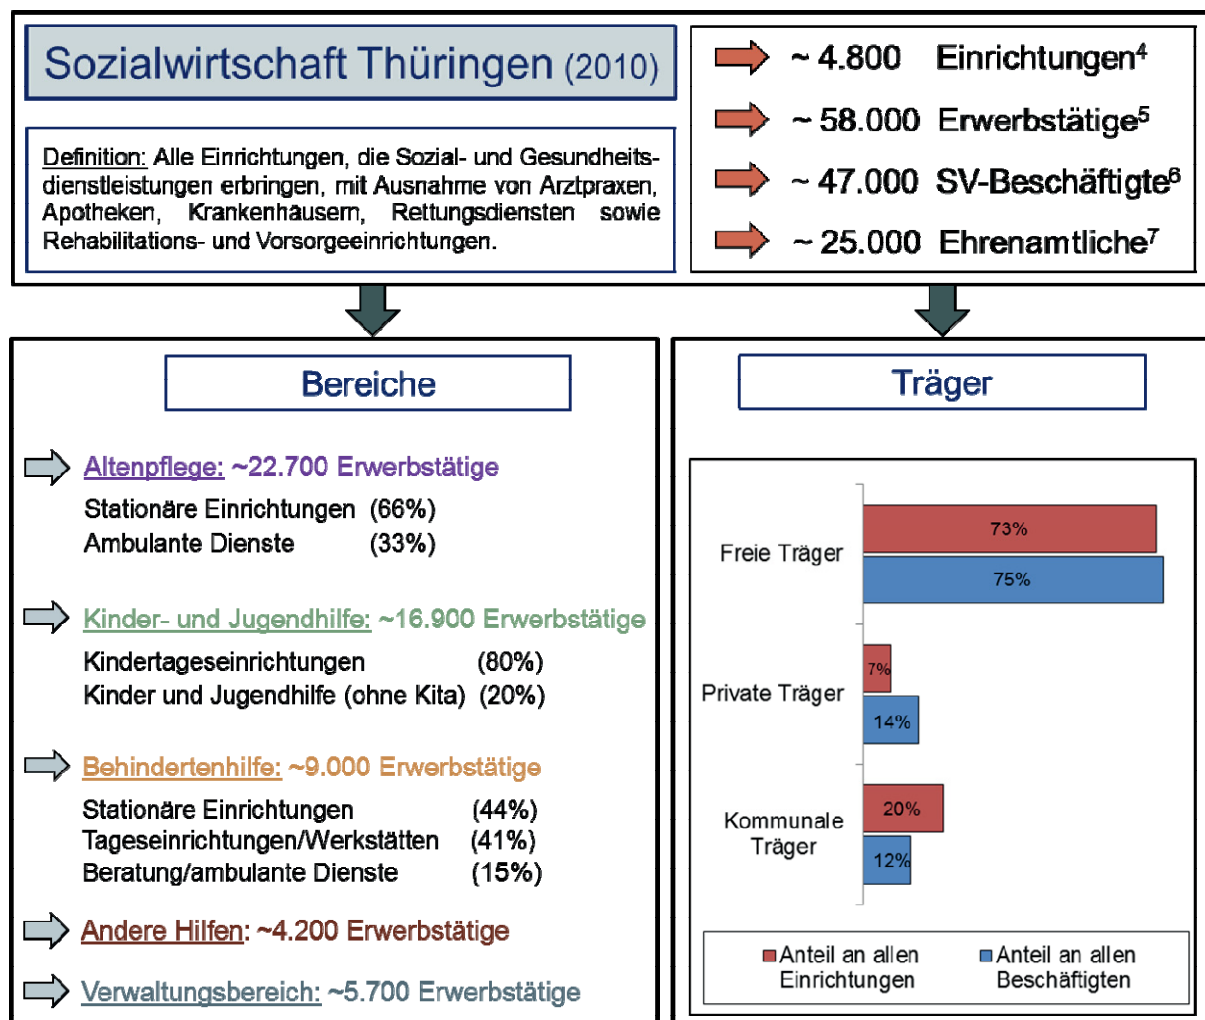 Sozialwirtschaft Thüringen (2010)
Definition: Alle Einrichtungen, die Sozial- und Gesundheits-
dienstleistungen erbringen, mit Ausnahme von Arztpraxen,
Apotheken, Krankenhäusern, Rettungsdiensten sowie
Rehabilitations- und Vorsorgeeinrichtungen.
~ 4.800 Einrichtungen⁴
~ 58.000 Erwerbstätige⁵
~ 47.000 SV-Beschäftigte⁶
~ 25.000 Ehrenamtliche⁷
Bereiche
Altenpflege: ~22.700 Erwerbstätige
Stationäre Einrichtungen (66%)
Ambulante Dienste (33%)
Kinder- und Jugendhilfe: ~16.900 Erwerbstätige
Kindertageseinrichtungen (80%)
Kinder und Jugendhilfe (ohne Kita) (20%)
Behindertenhilfe: ~9.000 Erwerbstätige
Stationäre Einrichtungen (44%)
Tageseinrichtungen/Werkstätten (41%)
Beratung/ambulante Dienste (15%)
Andere Hilfen: ~4.200 Erwerbstätige
Verwaltungsbereich: ~5.700 Erwerbstätige
Träger
Freie Träger
73%
75%
Private Träger
7%
14%
Kommunale
Träger
20%
12%
Anteil an allen
Einrichtungen
Anteil an allen
Beschäftigten